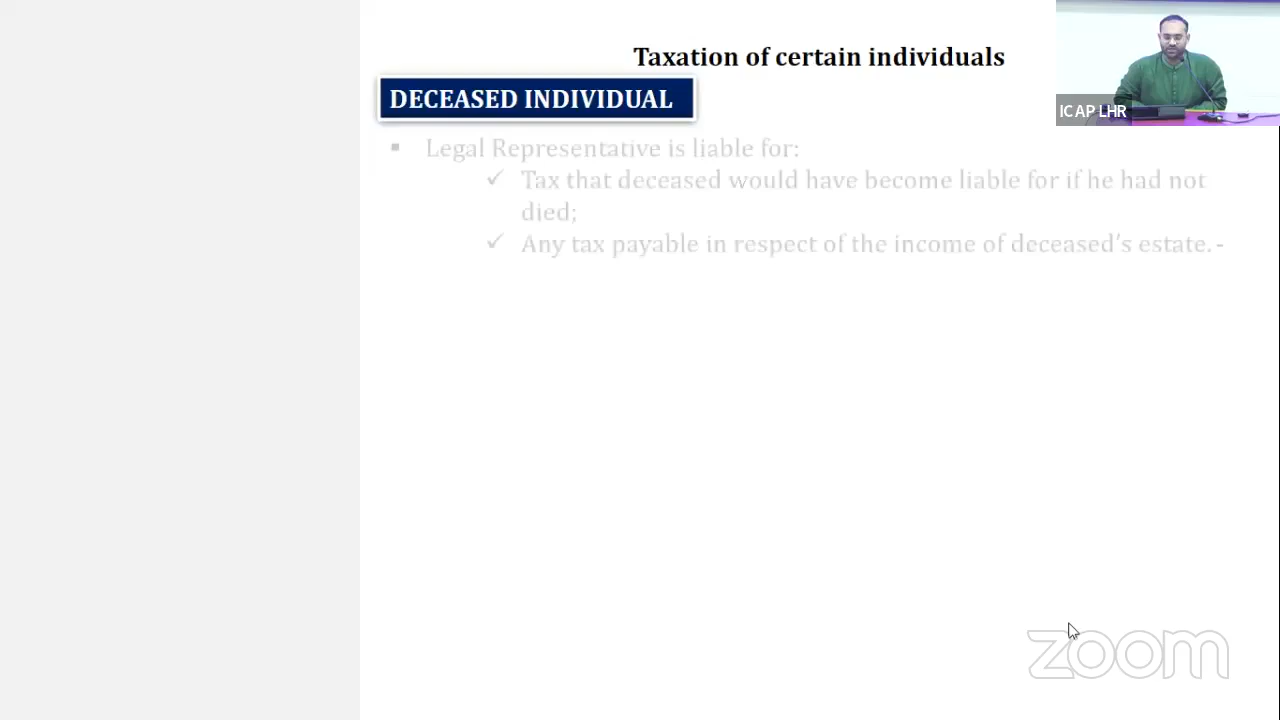 Taxation of certain individuals
DECEASED INDIVIDUAL
ICAP LHR
▪ Legal Representative is liable for:
✓ Tax that deceased would have become liable for if he had not
died;
✓ Any tax payable in respect of the income of deceased's estate. -
zoom